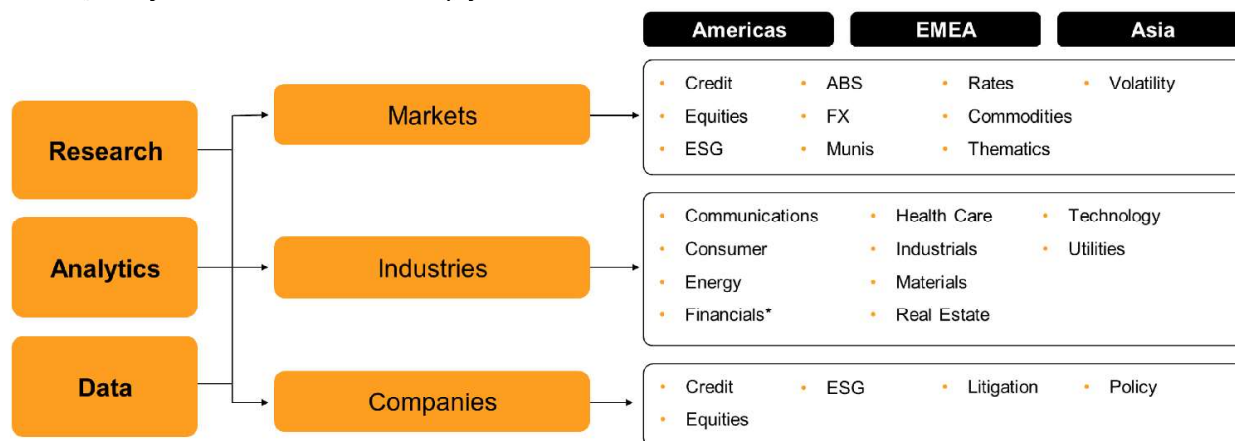 Americas EMEA Asia
Research
Analytics
Data
Markets
Industries
Companies
• Credit • ABS • Rates • Volatility
• Equities • FX • Commodities
• ESG • Munis • Thematics
• Communications • Health Care • Technology
• Consumer • Industrials • Utilities
• Energy • Materials
• Financials* • Real Estate
• Credit • ESG • Litigation • Policy
• Equities